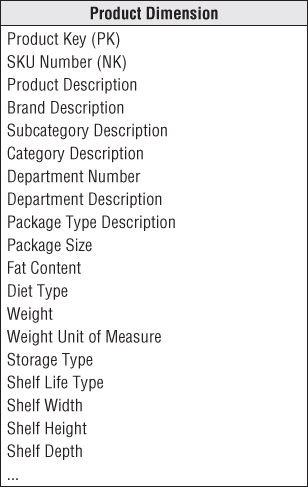 Product Dimension
Product Key (PK)
SKU Number (NK)
Product Description
Brand Description
Subcategory Description
Category Description
Department Number
Department Description
Package Type Description
Package Size
Fat Content
Diet Type
Weight
Weight Unit of Measure
Storage Type
Shelf Life Type
Shelf Width
Shelf Height
Shelf Depth
...